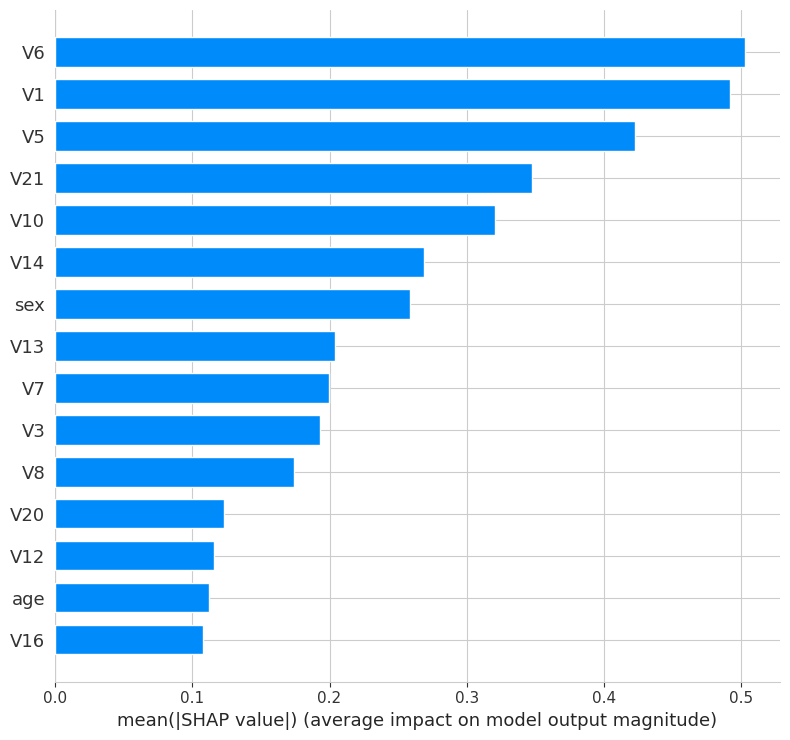 V6
V1
V5
V21
V10
V14
sex
V13
V7
V3
V8
V20
V12
age
V16
0.0 0.1 0.2 0.3 0.4 0.5
mean(|SHAP value|) (average impact on model output magnitude)